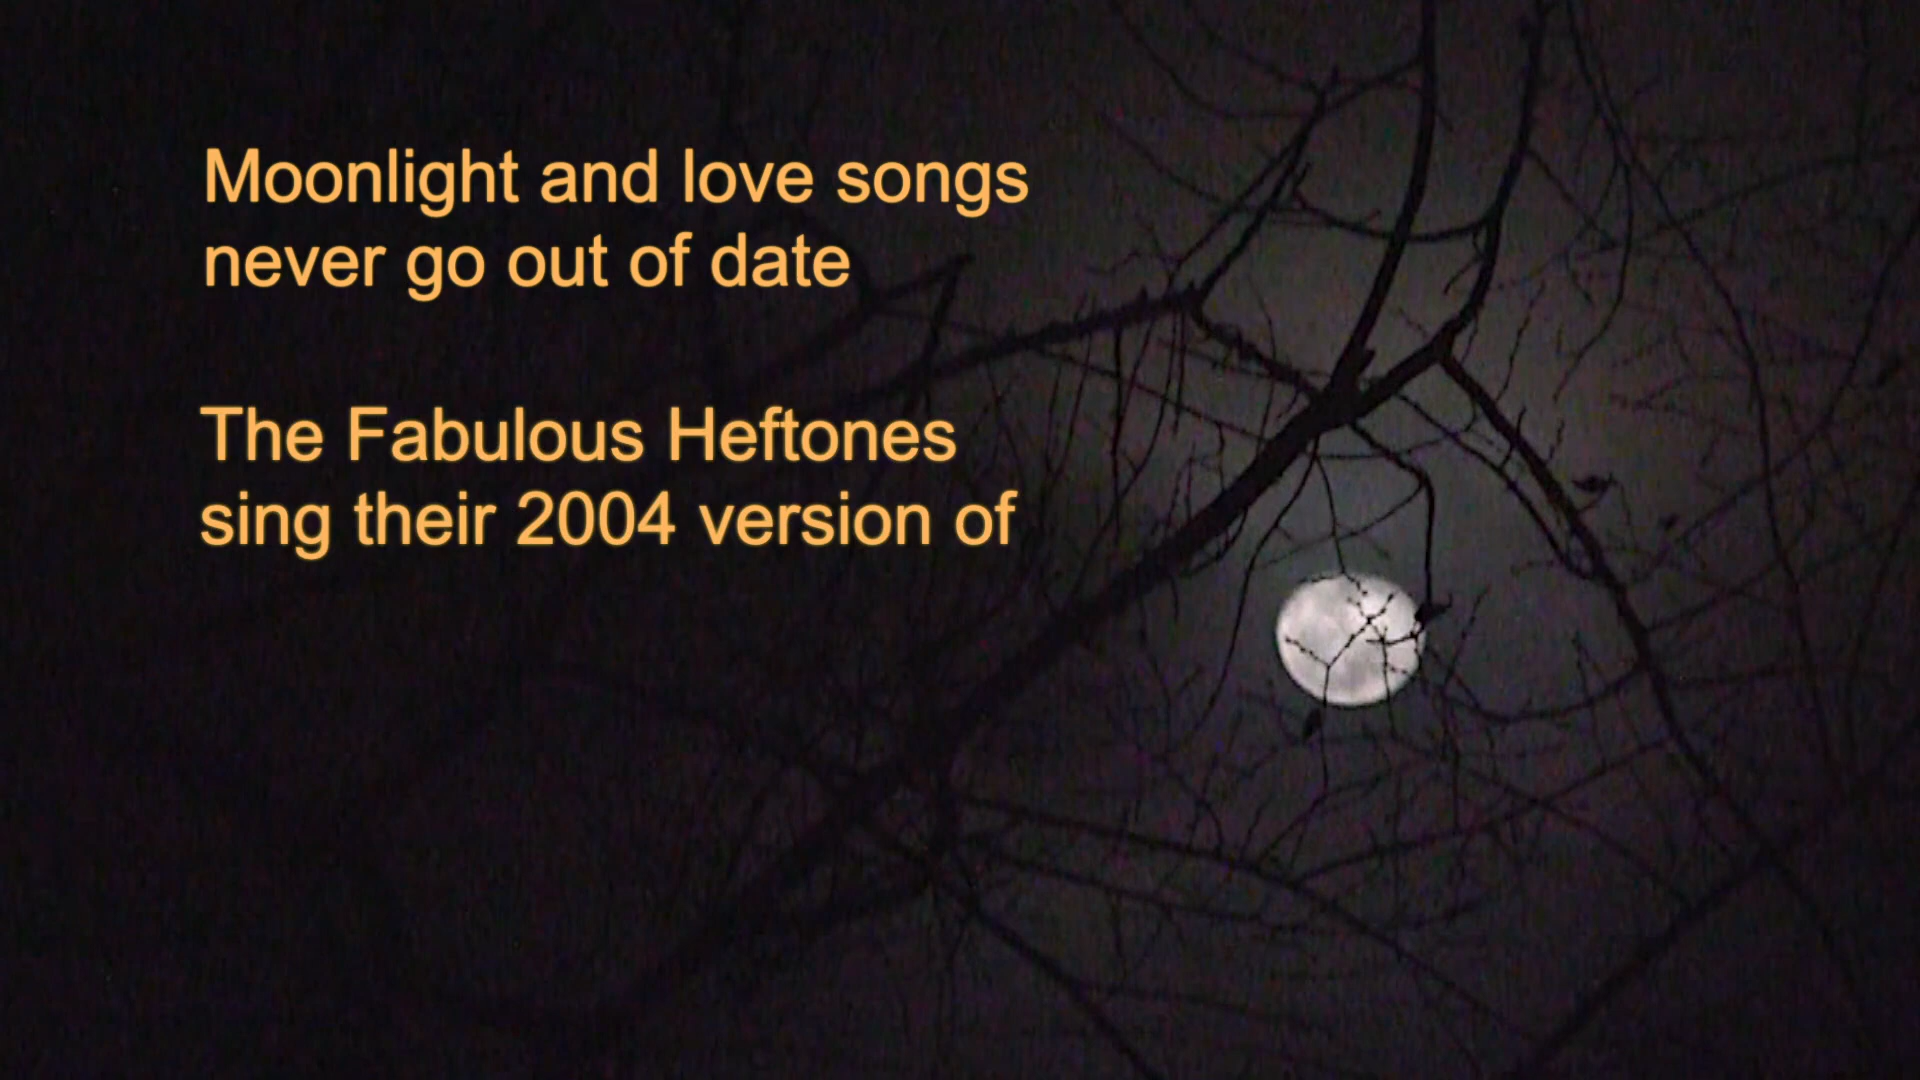 Moonlight and love songs
never go out of date
The Fabulous Heftones
sing their 2004 version of